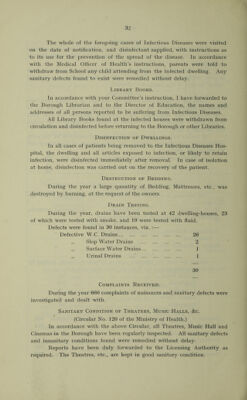 32
The whole of the foregoing cases of Infectious Diseases were visited
on the date of notification, and disinfectant supplied, with instructions as
to its use for the prevention of the spread of the disease. In accordance
with the Medical Officer of Health's instructions, parents were told to
withdraw from School any child attending from the infected dwelling. Any
sanitary defects found to exist were remedied without delay.
LIBRARY BOOKS.
In accordance with your Committee's instruction, I have forwarded to
the Borough Librarian and to the Director of Education, the names and
addresses of all persons reported to be suffering from Infectious Diseases.
All Library Books found at the infected houses were withdrawn from
circulation and disinfected before returning to the Borough or other Libraries.
DISINFECTION OF DWELLINGS.
In all cases of patients being removed to the Infectious Diseases Hos-
pital, the dwelling and all articles exposed to infection, or likely to retain
infection, were disinfected immediately after removal. In case of isolation
at home, disinfection was carried out on the recovery of the patient.
DESTRUCTION OF BEDDING.
During the year a large quantity of Bedding, Mattresses, etc., was
destroyed by burning, at the request of the owners.
DRAIN TESTING.
During the year, drains have been tested at 42 dwelling-houses, 23
of which were tested with smoke, and 19 were tested with fluid.
Defects were found in 30 instances, viz. :—
Defective W.C. Drains ... 26
,, Slop Water Drains ... 2
,, Surface Water Drains ... 1
,, Urinal Drains ... 1
30
COMPLAINTS RECEIVED.
During the year 660 complaints of nuisances and sanitary defects were
investigated and dealt with.
SANITARY CONDITION OF THEATRES, MUSIC HALLS, &C.
(Circular No. 120 of the Ministry of Health.)
In accordance with the above Circular, all Theatres, Music Hall and
Cinemas in the Borough have been regularly inspected. All sanitary defects
and insanitary conditions found were remedied without delay.
Reports have been duly forwarded to the Licensing Authority as
required. The Theatres, etc., are kept in good sanitary condition.